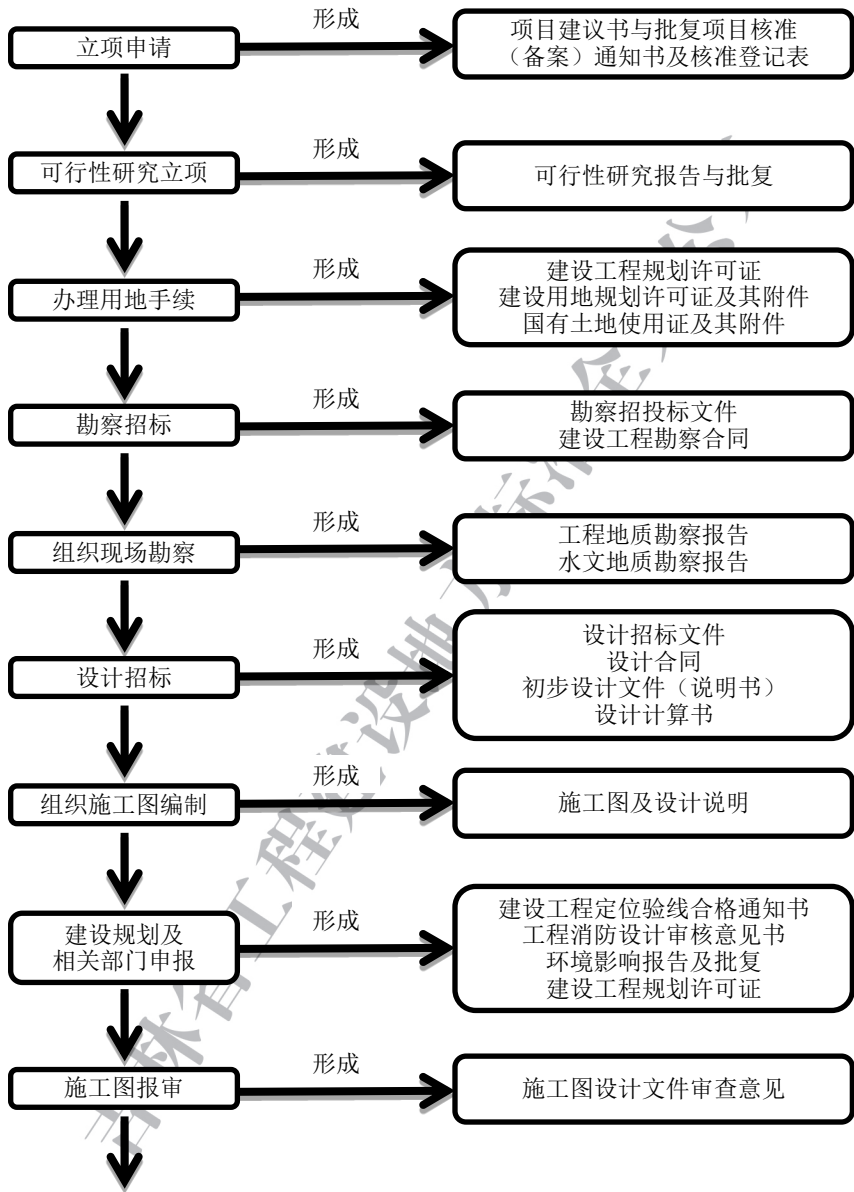 立项申请
形成
项目建议书与批复项目核准
（备案）通知书及核准登记表
可行性研究立项
形成
可行性研究报告与批复
办理用地手续
形成
建设工程规划许可证
建设用地规划许可证及其附件
国有土地使用证及其附件
勘察招标
形成
勘察招投标文件
建设工程勘察合同
组织现场勘察
形成
工程地质勘察报告
水文地质勘察报告
设计招标
形成
设计招标文件
设计合同
初步设计文件（说明书）
设计计算书
组织施工图编制
形成
施工图及设计说明
建设规划及
相关部门申报
形成
建设工程定位验线合格通知书
工程消防设计审核意见书
环境影响报告及批复
建设工程规划许可证
施工图报审
形成
施工图设计文件审查意见